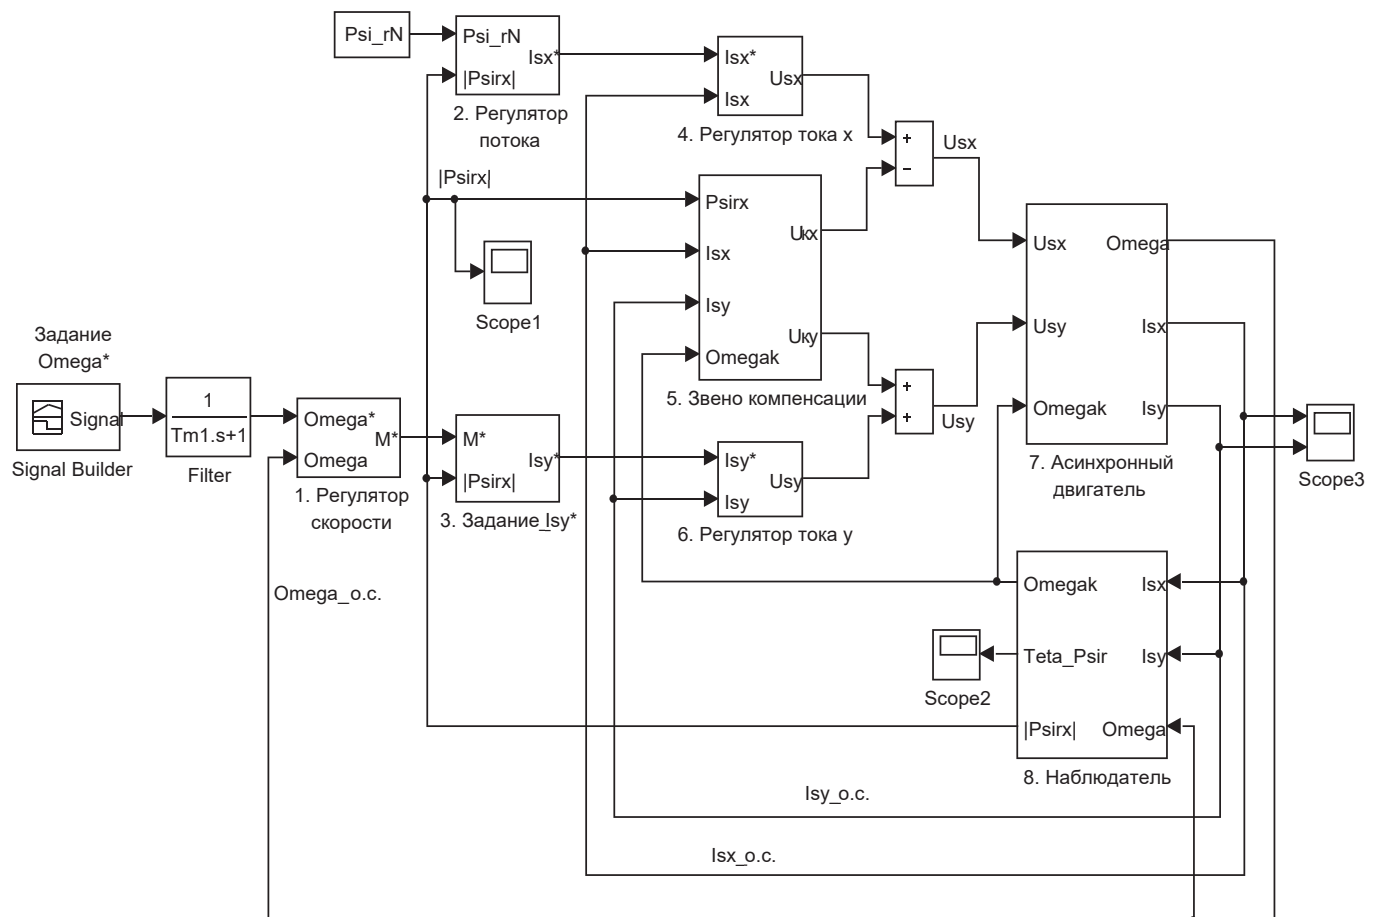 Psi_rN
Psi_rN
Isx*
|Psirx|
2. Регулятор
потока
Isx*
Usx
Isx
4. Регулятор тока x
+
−
Usx
|Psirx|
Scope1
Psirx
Uкx
Isx
Isy
Uкy
Omegak
5. Звено компенсации
+
+
Usy
Usx
Omega
Usy
Isx
Omegak
Isy
7. Асинхронный
двигатель
Scope3
Задание
Omega*
Signal
Signal Builder
1
Tm1.s+1
Filter
Omega*
M*
Omega
1. Регулятор
скорости
M*
Isy*
|Psirx|
3. Задание_Isy*
Isy*
Usy
Isy
6. Регулятор тока y
Omega_o.c.
Omegak
Isx
Teta_Psir
Isy
|Psirx|
Omega
8. Наблюдатель
Scope2
Isy_o.c.
Isx_o.c.